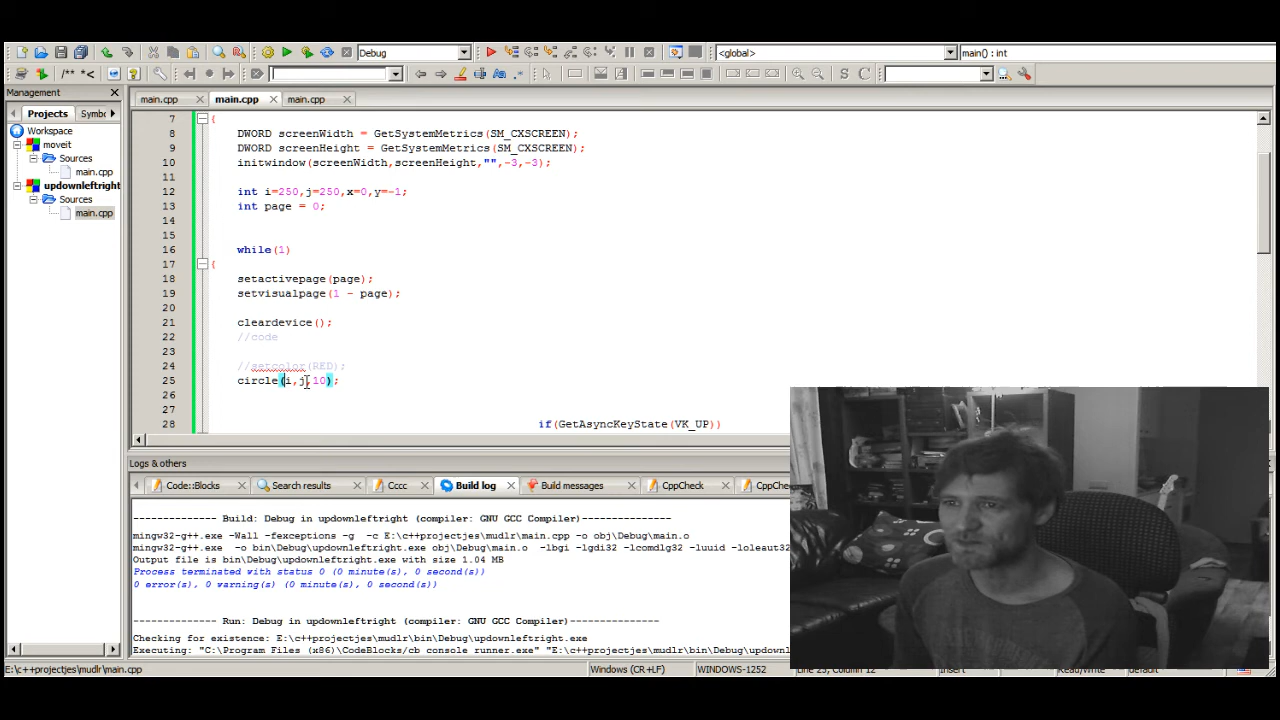 Debug
<global>
main() : int
/** *<
S C
Management
Projects
Symbc
main.cpp
main.cpp
main.cpp
Workspace
moveit
Sources
main.cpp
updownleftright
Sources
main.cpp
7 {
8 DWORD screenWidth = GetSystemMetrics(SM_CXSCREEN);
9 DWORD screenHeight = GetSystemMetrics(SM_CXSCREEN);
10 initwindow(screenWidth,screenHeight,"",-3,-3);
11
12 int i=250,j=250,x=0,y=-1;
13 int page = 0;
14
15
16 while(1)
17 {
18 setactivepage(page);
19 setvisualpage(1 - page);
20
21 cleardevice();
22 //code
23
24 //setcolor(RED);
25 circle(i,j,10);
26
27
28 if(GetAsyncKeyState(VK_UP))
Logs & others
Code::Blocks
Search results
Cccc
Build log
Build messages
CppCheck
CppChe
-------------- Build: Debug in updownleftright (compiler: GNU GCC Compiler)---------------
mingw32-g++.exe -Wall -fexceptions -g -c E:\c++projectjes\mudlr\main.cpp -o obj\Debug\main.o
mingw32-g++.exe -o bin\Debug\updownleftright.exe obj\Debug\main.o -lbgi -lgdi32 -lcomdlg32 -luuid -loleaut32
Output file is bin\Debug\updownleftright.exe with size 1.04 MB
Process terminated with status 0 (0 minute(s), 0 second(s))
0 error(s), 0 warning(s) (0 minute(s), 0 second(s))
-------------- Run: Debug in updownleftright (compiler: GNU GCC Compiler)---------------
Checking for existence: E:\c++projectjes\mudlr\bin\Debug\updownleftright.exe
Executing: "C:\Program Files (x86)\CodeBlocks/cb console runner.exe" "E:\c++projectjes\mudlr\bin\Deb
E:\c++projectjes\mudlr\main.cpp
Windows (CR+LF)
WINDOWS-1252
Line 25, Column 12
Insert
Read/Write
default